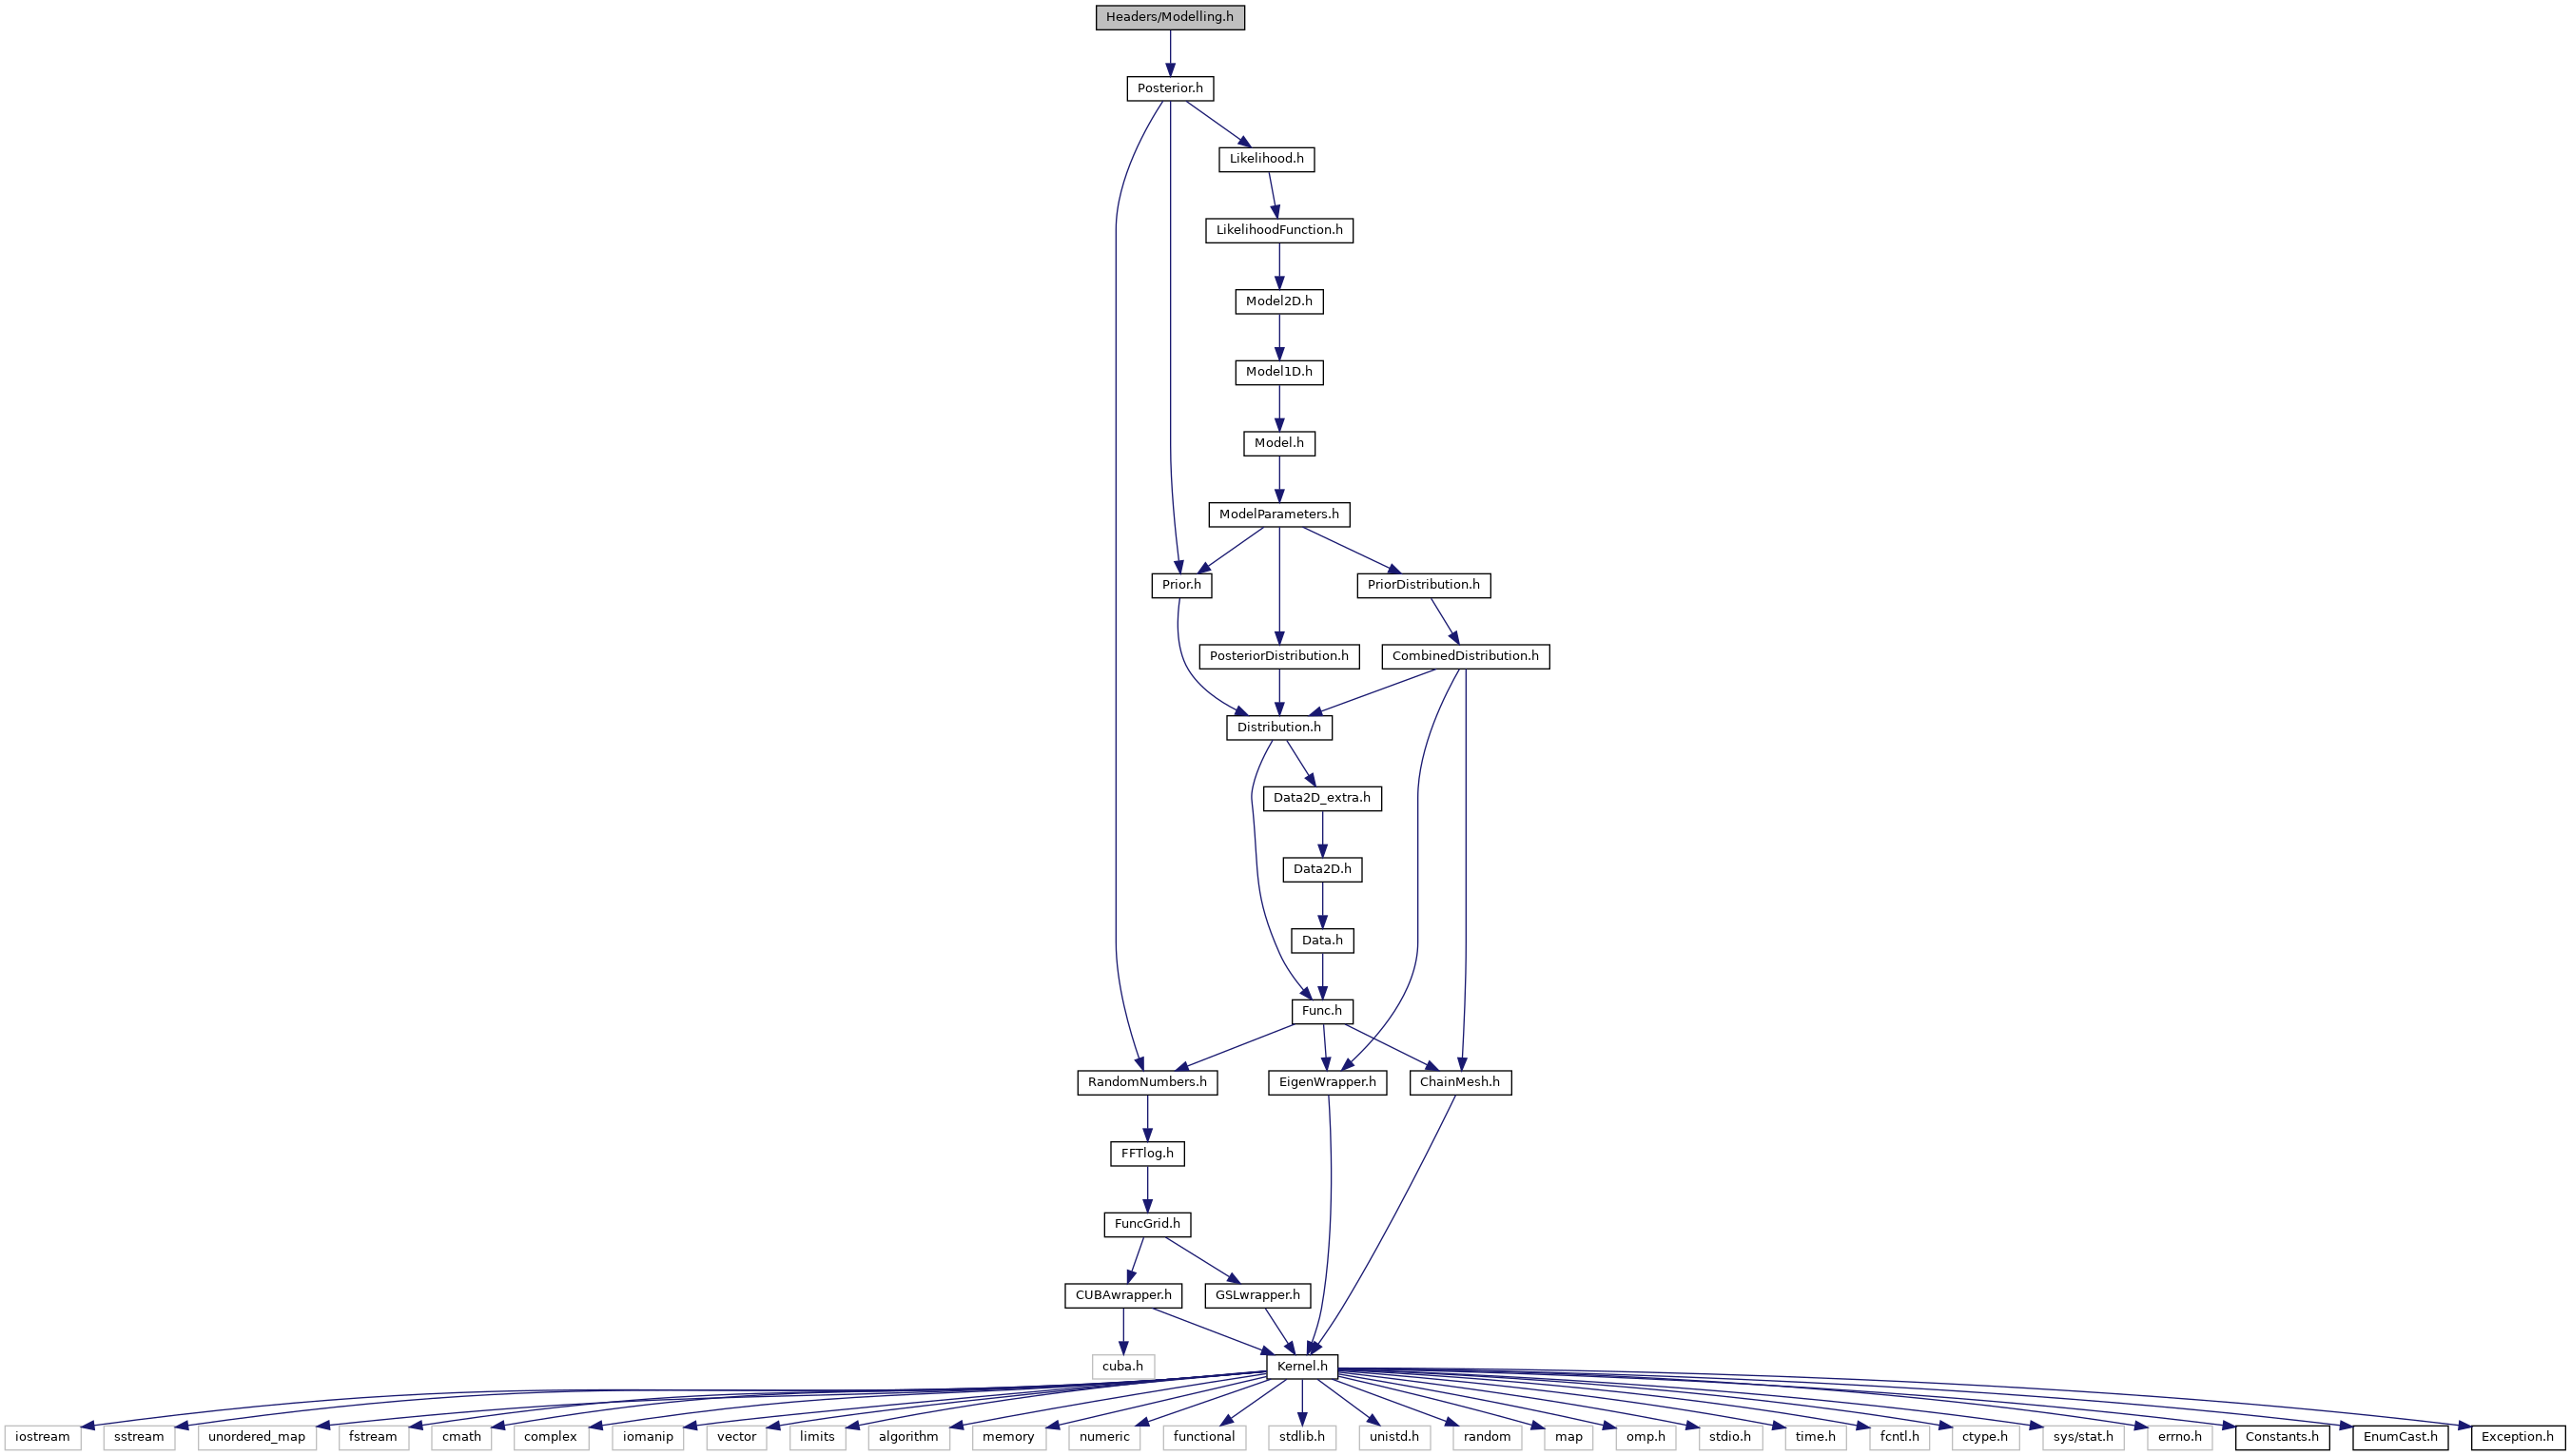 Headers/Modelling.h
Posterior.h
Likelihood.h
LikelihoodFunction.h
Model2D.h
Model1D.h
Model.h
ModelParameters.h
Prior.h
PriorDistribution.h
PosteriorDistribution.h
CombinedDistribution.h
Distribution.h
Data2D_extra.h
Data2D.h
Data.h
Func.h
RandomNumbers.h
EigenWrapper.h
ChainMesh.h
FFTlog.h
FuncGrid.h
CUBAwrapper.h
GSLwrapper.h
cuba.h
Kernel.h
iostream
sstream
unordered_map
fstream
cmath
complex
iomanip
vector
limits
algorithm
memory
numeric
functional
stdlib.h
unistd.h
random
map
omp.h
stdio.h
time.h
fcntl.h
ctype.h
sys/stat.h
errno.h
Constants.h
EnumCast.h
Exception.h